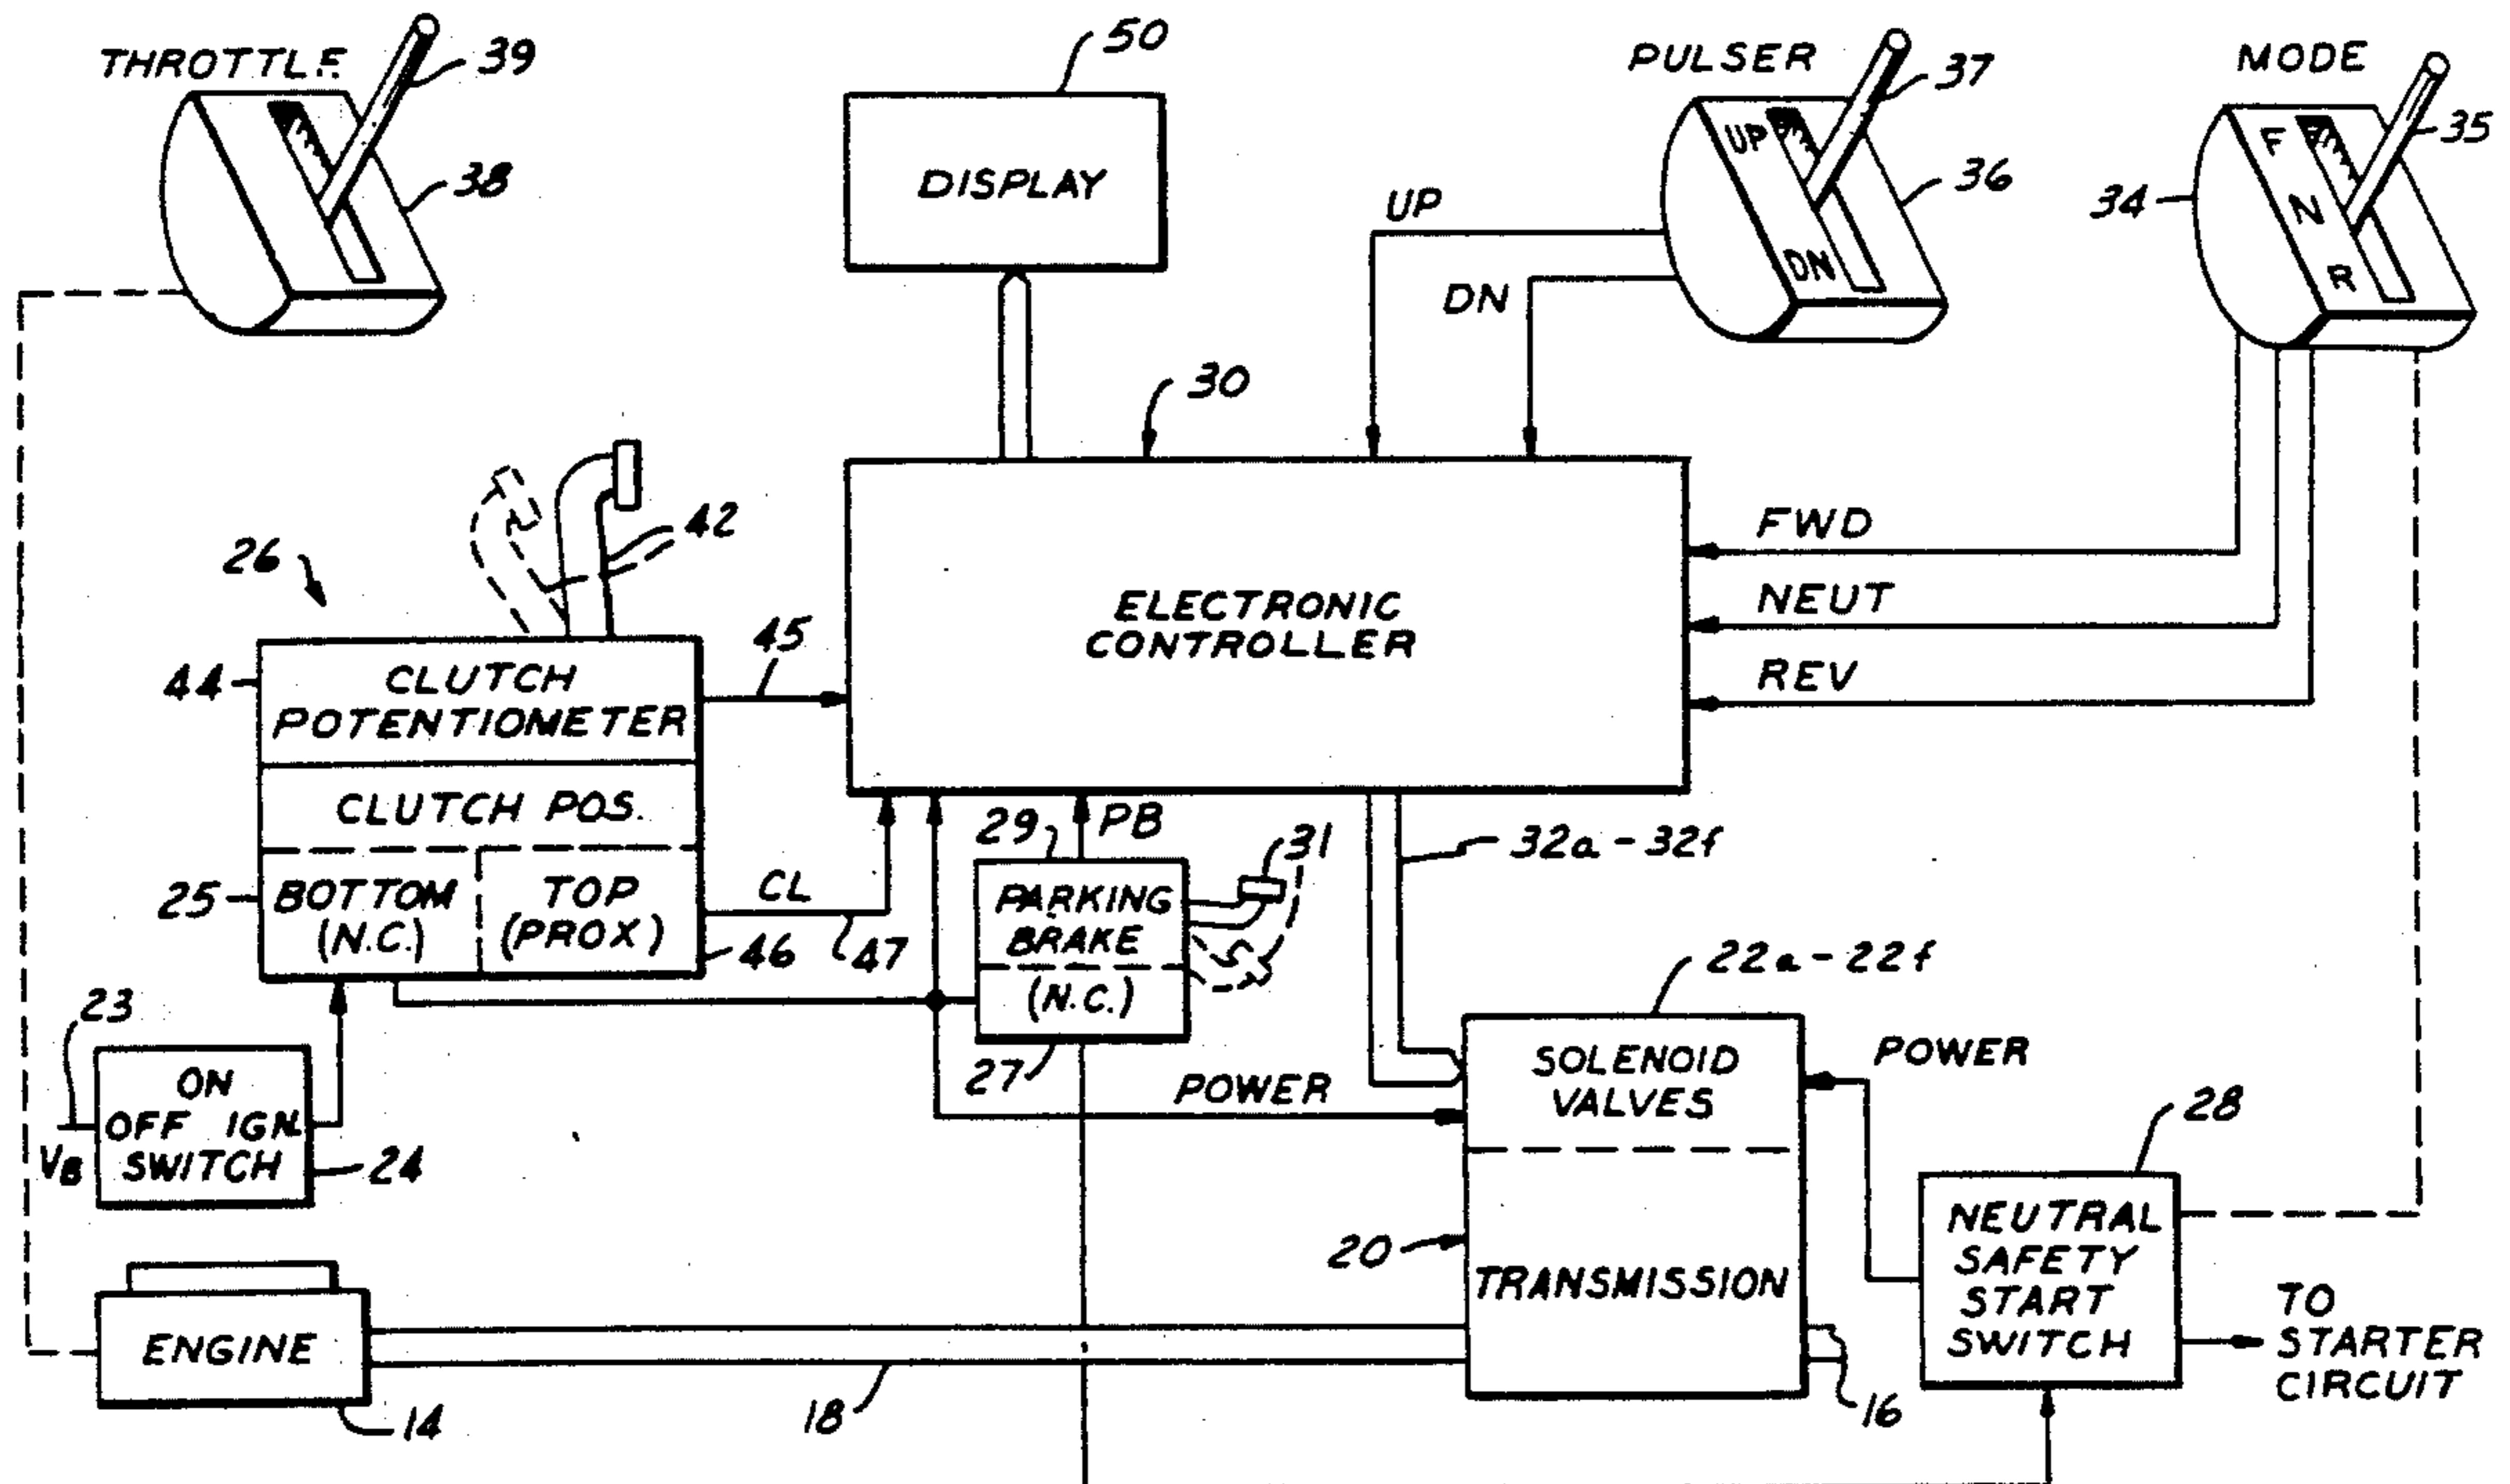 THROTTLE
39
38
50
DISPLAY
PULSER
37
UP
DN
36
UP
DN
MODE
35
F
N
R
34
30
42
26
ELECTRONIC
CONTROLLER
FWD
NEUT
REV
45
44
CLUTCH
POTENTIOMETER
CLUTCH POS.
25
BOTTOM
(N.C.)
TOP
(PROX)
46
CL
47
29
PB
31
PARKING
BRAKE
(N.C.)
27
32a-32f
22a-22f
SOLENOID
VALVES
POWER
POWER
23
VB
ON
OFF IGN.
SWITCH
24
28
NEUTRAL
SAFETY
START
SWITCH
TO
STARTER
CIRCUIT
20
TRANSMISSION
16
ENGINE
14
18